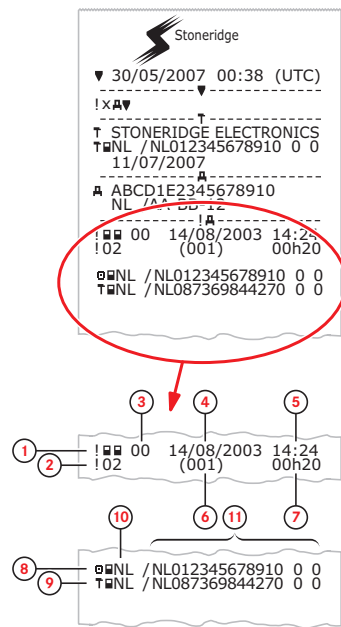 Stoneridge
▼ 30/05/2007 00:38 (UTC)
!x
T
T STONERIDGE ELECTRONICS
T NL /NL012345678910 0 0
11/07/2007
A
A ABCD1E2345678910
NL /AA BB-12
!A
! 00 14/08/2003 14:24
!02 (001) 00h20
NL /NL012345678910 0 0
T NL /NL087369844270 0 0
3 4 5
1 ! 00 14/08/2003 14:24
2 !02 (001) 00h20
6 7
10 11
8 NL /NL012345678910 0 0
9 T NL /NL087369844270 0 0